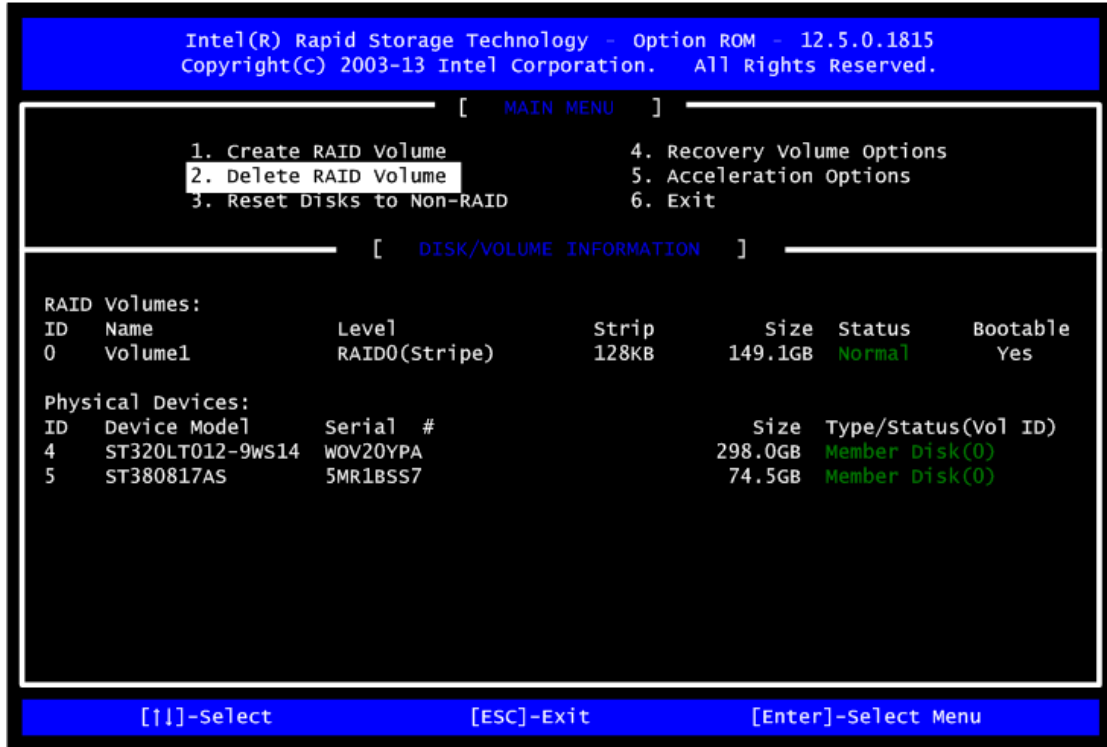 Intel(R) Rapid Storage Technology - Option ROM - 12.5.0.1815
Copyright(C) 2003-13 Intel Corporation. All Rights Reserved.
[ MAIN MENU ]
1. Create RAID Volume 4. Recovery Volume Options
2. Delete RAID Volume 5. Acceleration Options
3. Reset Disks to Non-RAID 6. Exit
[ DISK/VOLUME INFORMATION ]
RAID Volumes:
ID Name Level Strip Size Status Bootable
0 Volume1 RAID0(Stripe) 128KB 149.1GB Normal Yes
Physical Devices:
ID Device Model Serial # Size Type/Status(Vol ID)
4 ST320LT012-9WS14 W0V20YPA 298.0GB Member Disk(0)
5 ST380817AS 5MR1BSS7 74.5GB Member Disk(0)
[↑↓]-Select [ESC]-Exit [Enter]-Select Menu